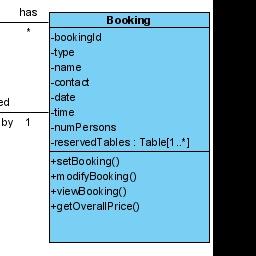 has
*
ed
by 1
Booking
-bookingId
-type
-name
-contact
-date
-time
-numPersons
-reservedTables : Table[1..*]
+setBooking()
+modifyBooking()
+viewBooking()
+getOverallPrice()